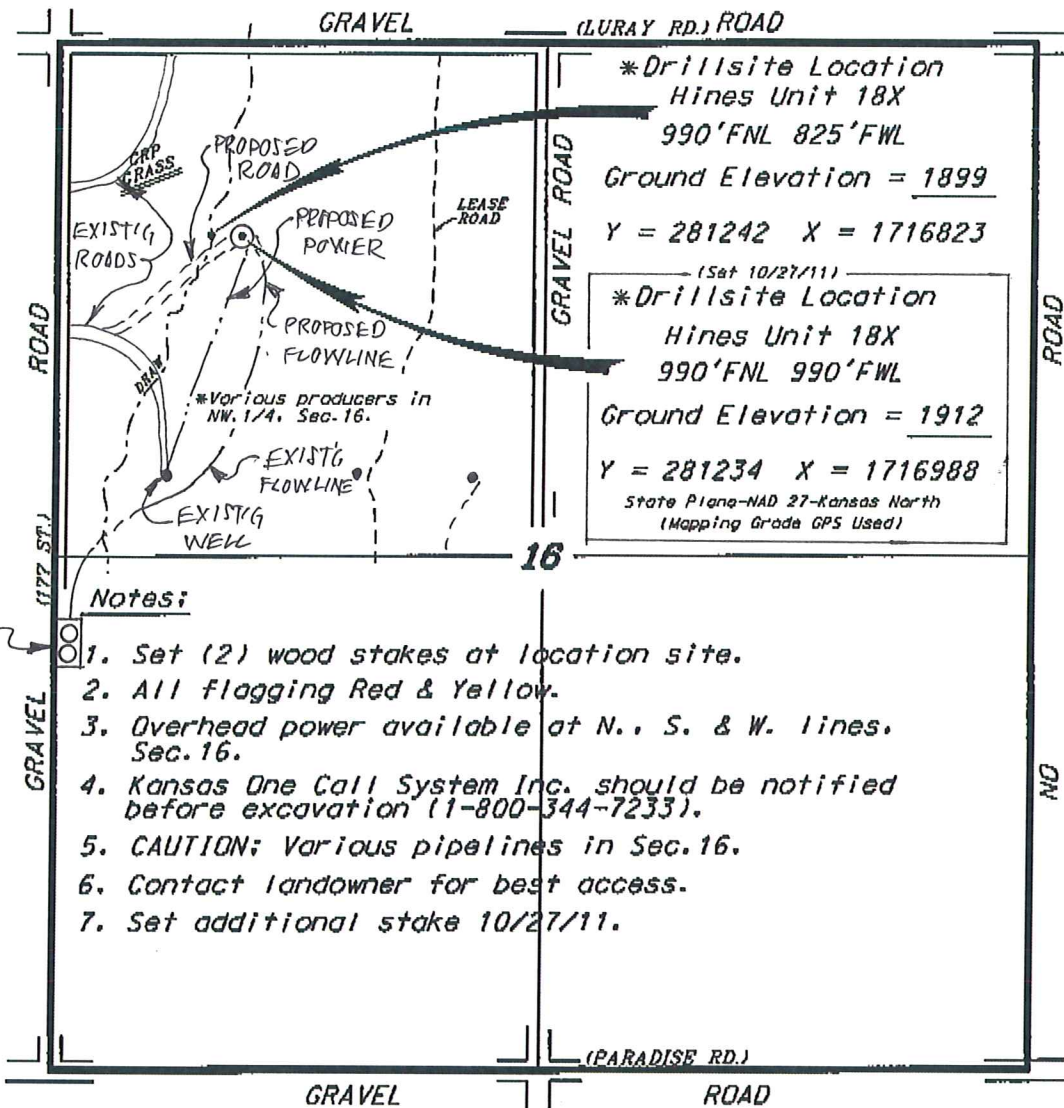 GRAVEL (LURAY RD.) ROAD
*Drillsite Location
Hines Unit 18X
990'FNL 825'FWL
Ground Elevation = 1899
Y = 281242 X = 1716823
(Set 10/27/11)
*Drillsite Location
Hines Unit 18X
990'FNL 990'FWL
Ground Elevation = 1912
Y = 281234 X = 1716988
State Plane-NAD 27-Kansas North
(Mapping Grade GPS Used)
GRAVEL ROAD
CRP
GRASS
PROPOSED
ROAD
EXIST'G
ROADS
PROPOSED
POWER
LEASE
ROAD
PROPOSED
FLOWLINE
DRAW
*Various producers in
NW. 1/4. Sec. 16.
EXIST'G
FLOWLINE
EXIST'G
WELL
16
ROAD
(177 ST.)
GRAVEL
ROAD
NO
Notes:
1. Set (2) wood stakes at location site.
2. All flagging Red & Yellow.
3. Overhead power available at N., S. & W. lines.
Sec. 16.
4. Kansas One Call System Inc. should be notified
before excavation (1-800-344-7233).
5. CAUTION: Various pipelines in Sec. 16.
6. Contact landowner for best access.
7. Set additional stake 10/27/11.
(PARADISE RD.)
GRAVEL ROAD